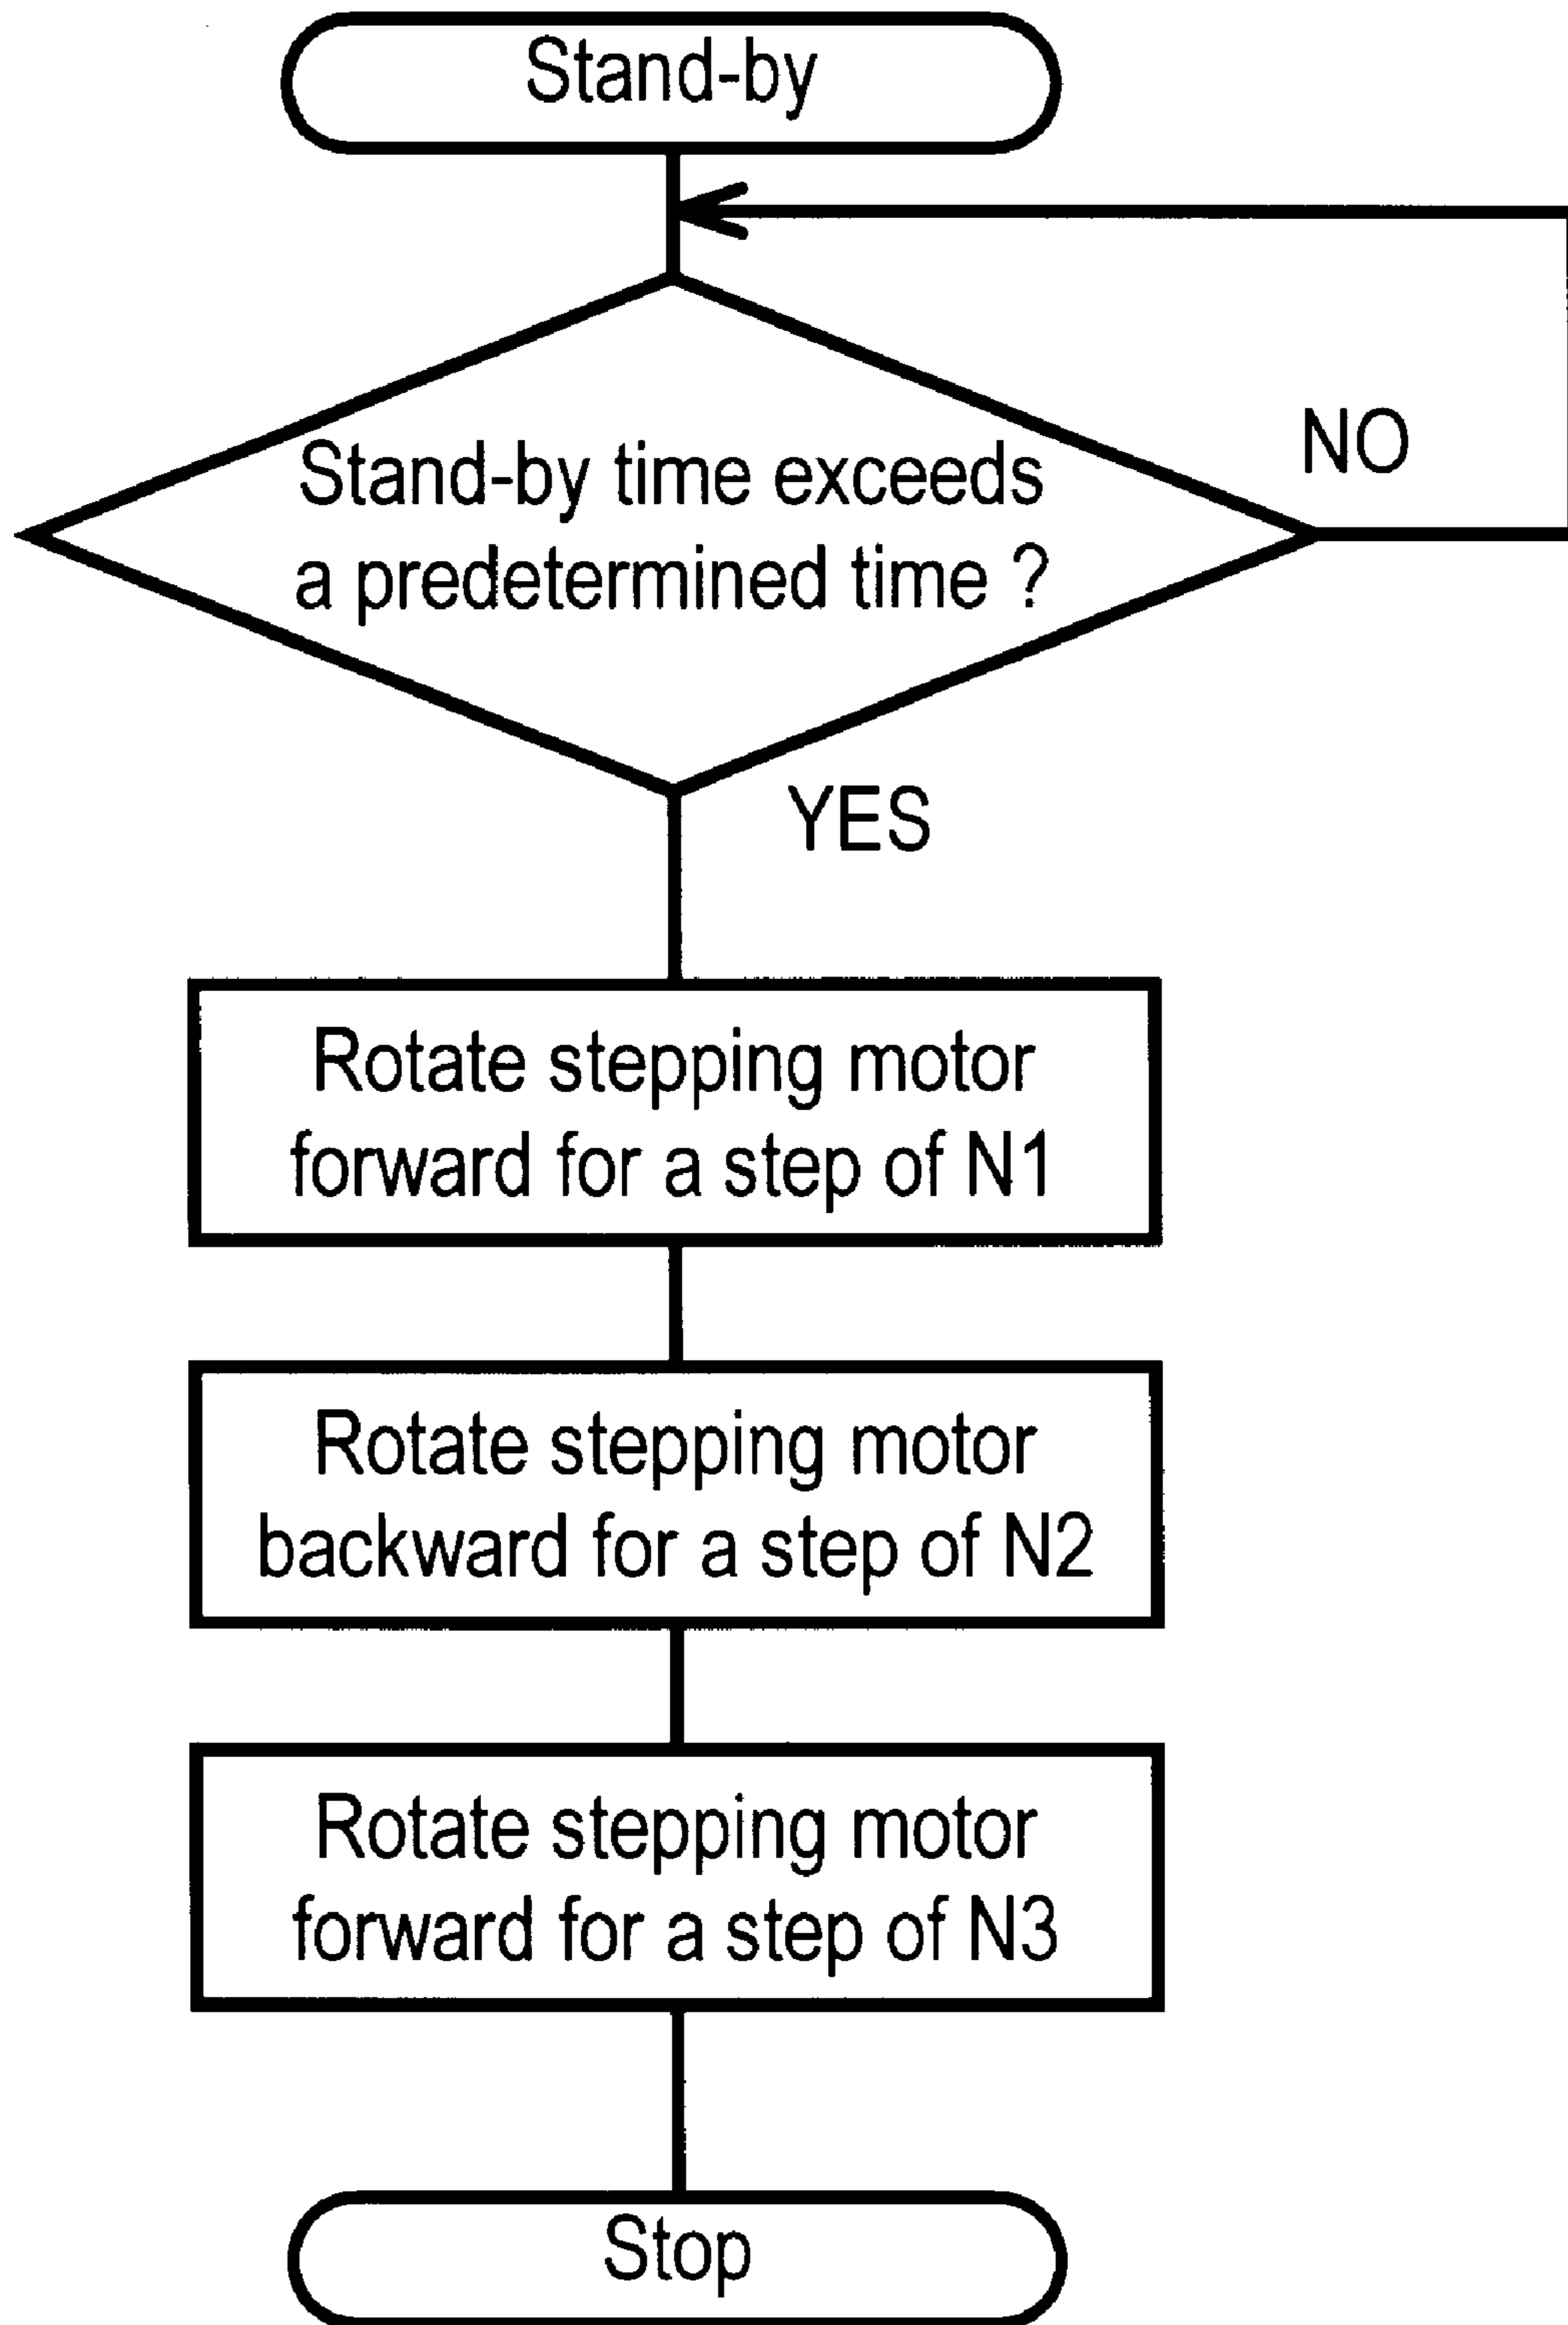 Stand-by
Stand-by time exceeds
a predetermined time ?
NO
YES
Rotate stepping motor
forward for a step of N1
Rotate stepping motor
backward for a step of N2
Rotate stepping motor
forward for a step of N3
Stop